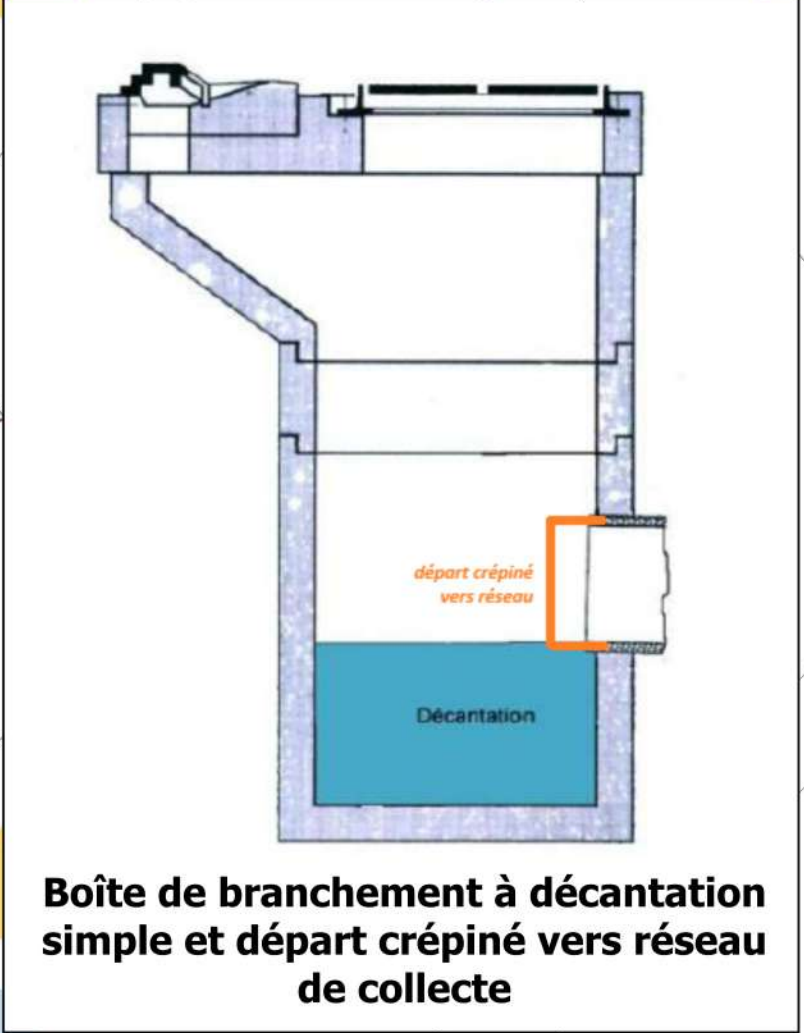 départ crépiné
vers réseau
Décantation
Boîte de branchement à décantation
simple et départ crépiné vers réseau
de collecte